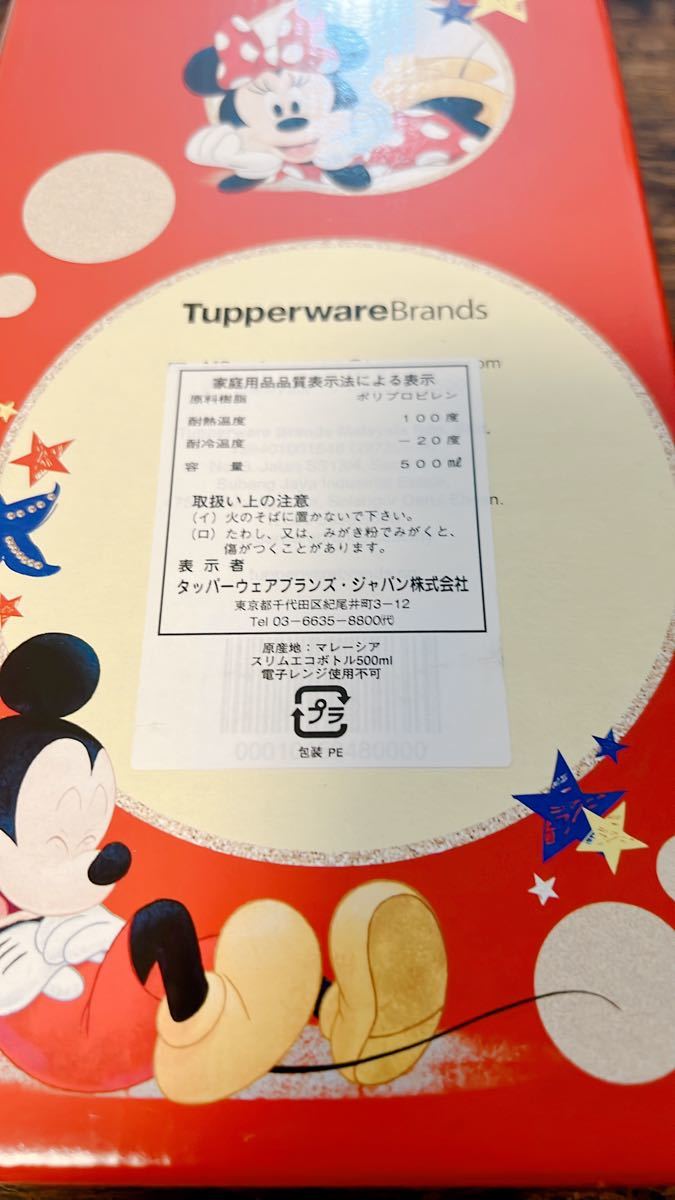 TupperwareBrands
家庭用品品質表示法による表示
原料樹脂 ポリプロピレン
耐熱温度 100度
耐冷温度 −20度
容量 500㎖
取扱い上の注意
（イ）火のそばに置かないで下さい。
（ロ）たわし、又は、みがき粉でみがくと、
傷がつくことがあります。
表示者
タッパーウェアブランズ・ジャパン株式会社
東京都千代田区紀尾井町3−12
Tel 03−6635−8800㈹
原産地：マレーシア
スリムエコボトル500ml
電子レンジ使用不可
プラ
包装 PE